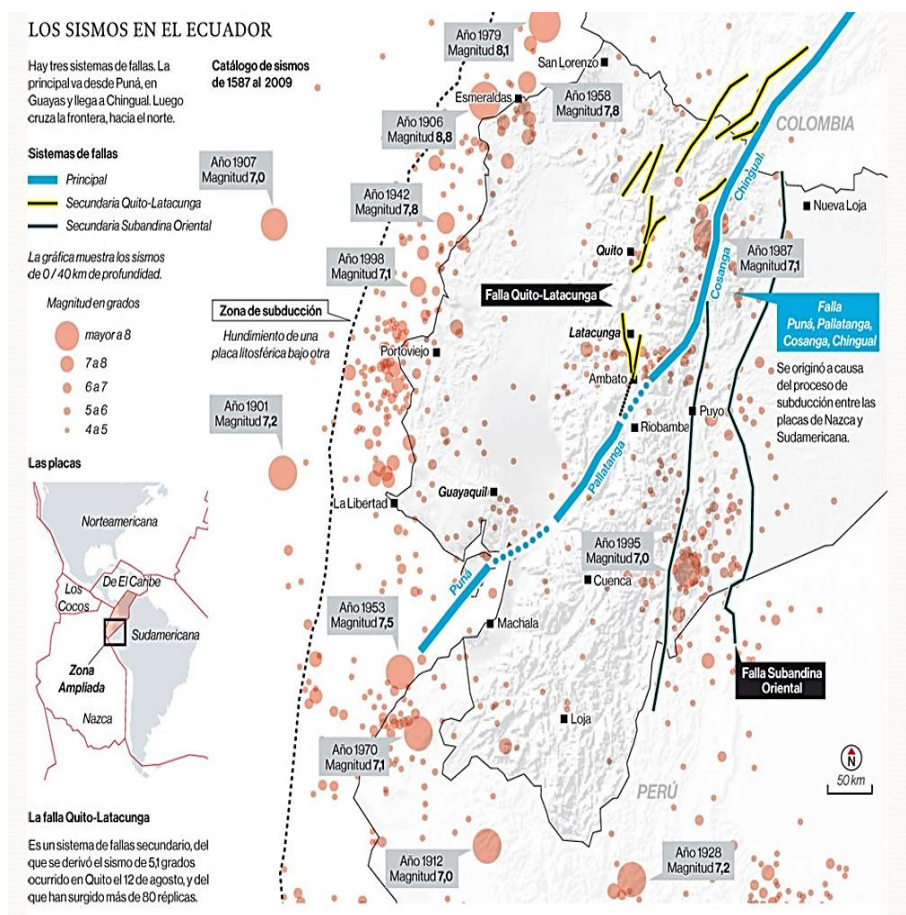 LOS SISMOS EN EL ECUADOR
Hay tres sistemas de fallas. La
principal va desde Puná, en
Guayas y llega a Chingual. Luego
cruza la frontera, hacia el norte.
Catálogo de sismos
de 1587 al 2009
Sistemas de fallas
Principal
Secundaria Quito-Latacunga
Secundaria Subandina Oriental
La gráfica muestra los sismos
de 0 / 40 km de profundidad.
Magnitud en grados
mayor a 8
7 a 8
6 a 7
5 a 6
4 a 5
Las placas
Norteamericana
De El Caribe
Los
Cocos
Sudamericana
Zona
Ampliada
Nazca
La falla Quito-Latacunga
Es un sistema de fallas secundario, del
que se derivó el sismo de 5,1 grados
ocurrido en Quito el 12 de agosto, y del
que han surgido más de 80 réplicas.
Año 1979
Magnitud 8,1
San Lorenzo
Esmeraldas
Año 1958
Magnitud 7,8
Año 1906
Magnitud 8,8
COLOMBIA
Año 1907
Magnitud 7,0
Año 1942
Magnitud 7,8
Chingual
Nueva Loja
Quito
Año 1998
Magnitud 7,1
Año 1987
Magnitud 7,1
Cosanga
Falla Quito-Latacunga
Zona de subducción
Hundimiento de una
placa litosférica bajo otra
Falla
Puná, Pallatanga,
Cosanga, Chingual
Se originó a causa
del proceso de
subducción entre las
placas de Nazca y
Sudamericana.
Latacunga
Portoviejo
Ambato
Año 1901
Magnitud 7,2
Puyo
Riobamba
Pallatanga
Guayaquil
La Libertad
Año 1995
Magnitud 7,0
Puná
Cuenca
Año 1953
Magnitud 7,5
Machala
Falla Subandina
Oriental
Loja
Año 1970
Magnitud 7,1
N
50 km
PERÚ
Año 1912
Magnitud 7,0
Año 1928
Magnitud 7,2